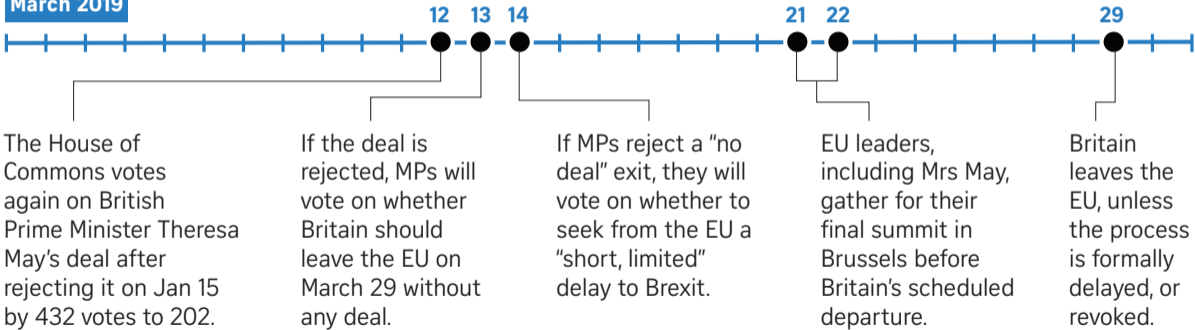 March 2019
12 13 14 21 22 29
The House of
Commons votes
again on British
Prime Minister Theresa
May’s deal after
rejecting it on Jan 15
by 432 votes to 202.
If the deal is
rejected, MPs will
vote on whether
Britain should
leave the EU on
March 29 without
any deal.
If MPs reject a “no
deal” exit, they will
vote on whether to
seek from the EU a
“short, limited”
delay to Brexit.
EU leaders,
including Mrs May,
gather for their
final summit in
Brussels before
Britain’s scheduled
departure.
Britain
leaves the
EU, unless
the process
is formally
delayed, or
revoked.